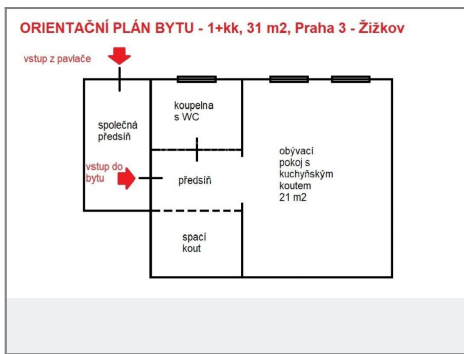 ORIENTAČNÍ PLÁN BYTU - 1+kk, 31 m2, Praha 3 - Žižkov
vstup z pavlače
koupelna
s WC
společná
předsíň
obývací
pokoj s
kuchyňským
koutem
21 m2
vstup do
bytu
předsíň
spací
kout